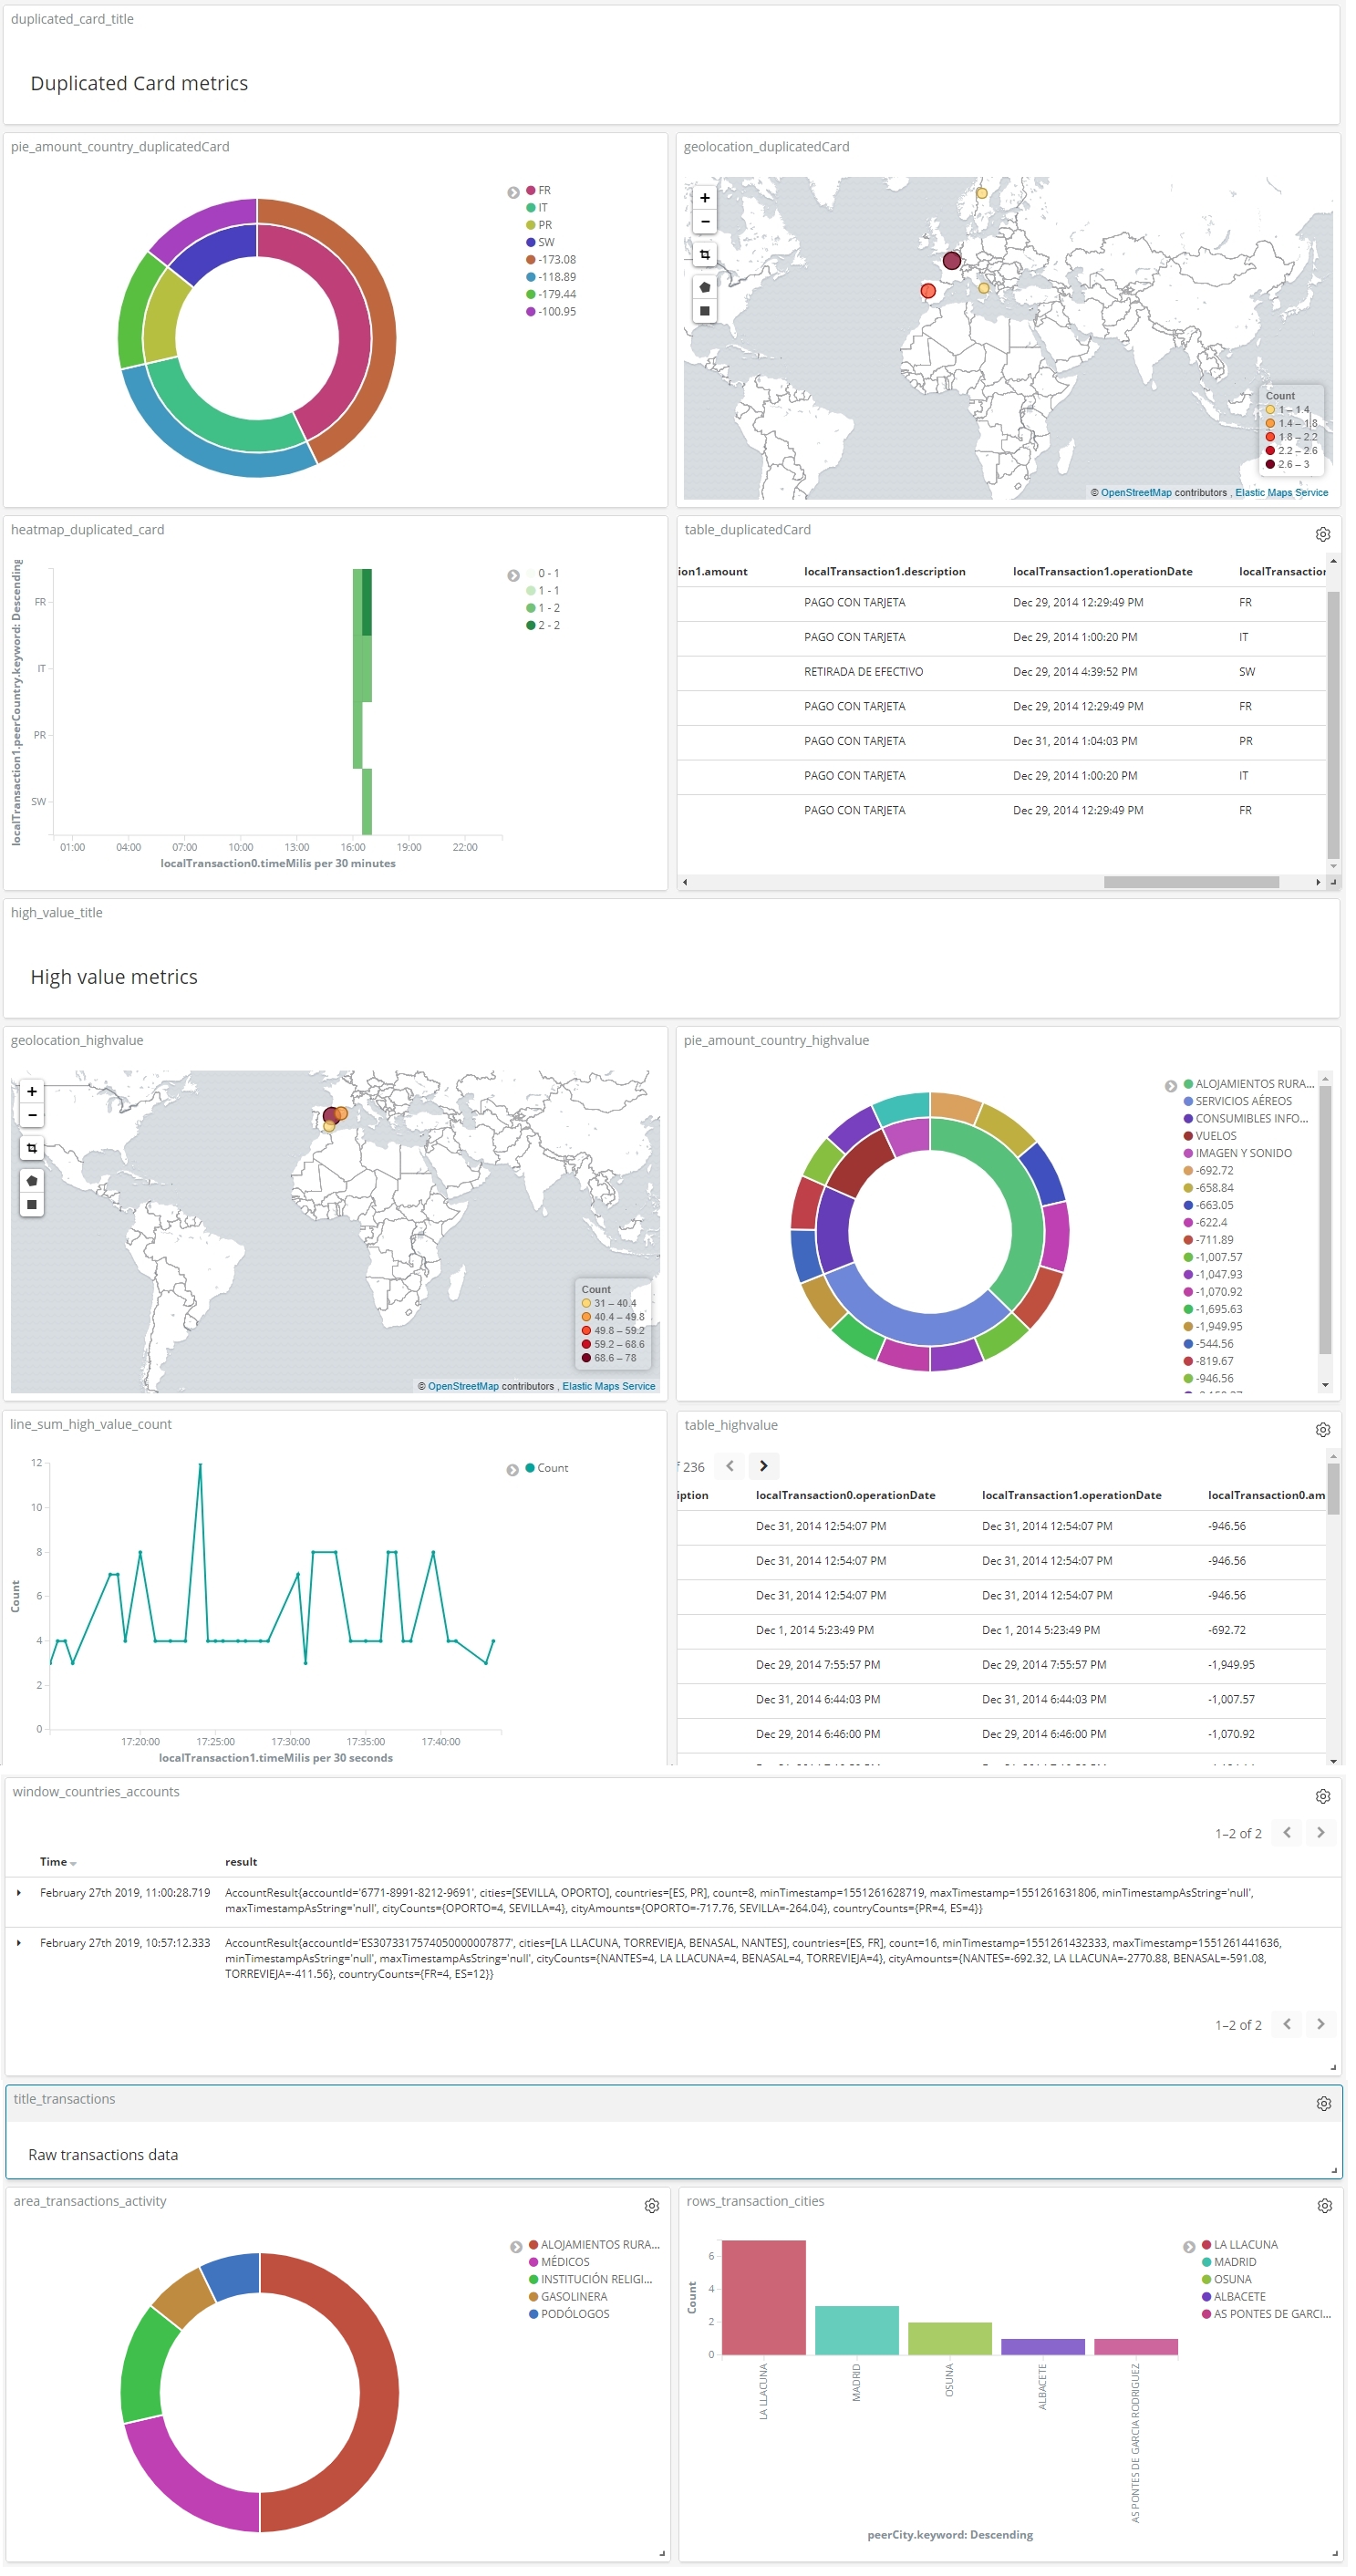 duplicated_card_title
Duplicated Card metrics
pie_amount_country_duplicatedCard
FR
IT
PR
SW
-173.08
-118.89
-179.44
-100.95
geolocation_duplicatedCard
+
−
Count
1 – 1.4
1.4 – 1.8
1.8 – 2.2
2.2 – 2.6
2.6 – 3
© OpenStreetMap contributors , Elastic Maps Service
heatmap_duplicated_card
localTransaction1.peerCountry.keyword: Descending
FR
IT
PR
SW
01:00 04:00 07:00 10:00 13:00 16:00 19:00 22:00
localTransaction0.timeMilis per 30 minutes
0 - 1
1 - 1
1 - 2
2 - 2
table_duplicatedCard
ion1.amount localTransaction1.description localTransaction1.operationDate localTransaction
PAGO CON TARJETA Dec 29, 2014 12:29:49 PM FR
PAGO CON TARJETA Dec 29, 2014 1:00:20 PM IT
RETIRADA DE EFECTIVO Dec 29, 2014 4:39:52 PM SW
PAGO CON TARJETA Dec 29, 2014 12:29:49 PM FR
PAGO CON TARJETA Dec 31, 2014 1:04:03 PM PR
PAGO CON TARJETA Dec 29, 2014 1:00:20 PM IT
PAGO CON TARJETA Dec 29, 2014 12:29:49 PM FR
high_value_title
High value metrics
geolocation_highvalue
+
−
Count
31 – 40.4
40.4 – 49.8
49.8 – 59.2
59.2 – 68.6
68.6 – 78
© OpenStreetMap contributors , Elastic Maps Service
pie_amount_country_highvalue
ALOJAMIENTOS RURA...
SERVICIOS AÉREOS
CONSUMIBLES INFO...
VUELOS
IMAGEN Y SONIDO
-692.72
-658.84
-663.05
-622.4
-711.89
-1,007.57
-1,047.93
-1,070.92
-1,695.63
-1,949.95
-544.56
-819.67
-946.56
line_sum_high_value_count
Count
12
10
8
6
4
2
0
17:20:00 17:25:00 17:30:00 17:35:00 17:40:00
localTransaction1.timeMilis per 30 seconds
Count
table_highvalue
f 236
iption localTransaction0.operationDate localTransaction1.operationDate localTransaction0.am
Dec 31, 2014 12:54:07 PM Dec 31, 2014 12:54:07 PM -946.56
Dec 31, 2014 12:54:07 PM Dec 31, 2014 12:54:07 PM -946.56
Dec 31, 2014 12:54:07 PM Dec 31, 2014 12:54:07 PM -946.56
Dec 1, 2014 5:23:49 PM Dec 1, 2014 5:23:49 PM -692.72
Dec 29, 2014 7:55:57 PM Dec 29, 2014 7:55:57 PM -1,949.95
Dec 31, 2014 6:44:03 PM Dec 31, 2014 6:44:03 PM -1,007.57
Dec 29, 2014 6:46:00 PM Dec 29, 2014 6:46:00 PM -1,070.92
window_countries_accounts
1–2 of 2
Time result
February 27th 2019, 11:00:28.719 AccountResult{accountId='6771-8991-8212-9691', cities=[SEVILLA, OPORTO], countries=[ES, PR], count=8, minTimestamp=1551261628719, maxTimestamp=1551261631806, minTimestampAsString='null',
maxTimestampAsString='null', cityCounts={OPORTO=4, SEVILLA=4}, cityAmounts={OPORTO=-717.76, SEVILLA=-264.04}, countryCounts={PR=4, ES=4}}
February 27th 2019, 10:57:12.333 AccountResult{accountId='ES3073317574050000007877', cities=[LA LLACUNA, TORREVIEJA, BENASAL, NANTES], countries=[ES, FR], count=16, minTimestamp=1551261432333, maxTimestamp=1551261441636,
minTimestampAsString='null', maxTimestampAsString='null', cityCounts={NANTES=4, LA LLACUNA=4, BENASAL=4, TORREVIEJA=4}, cityAmounts={NANTES=-692.32, LA LLACUNA=-2770.88, BENASAL=-591.08,
TORREVIEJA=-411.56}, countryCounts={FR=4, ES=12}}
1–2 of 2
title_transactions
Raw transactions data
area_transactions_activity
ALOJAMIENTOS RURA...
MÉDICOS
INSTITUCIÓN RELIGI...
GASOLINERA
PODÓLOGOS
rows_transaction_cities
Count
6
4
2
0
LA LLACUNA
MADRID
OSUNA
ALBACETE
AS PONTES DE GARCIA RODRIGUEZ
peerCity.keyword: Descending
LA LLACUNA
MADRID
OSUNA
ALBACETE
AS PONTES DE GARCI...